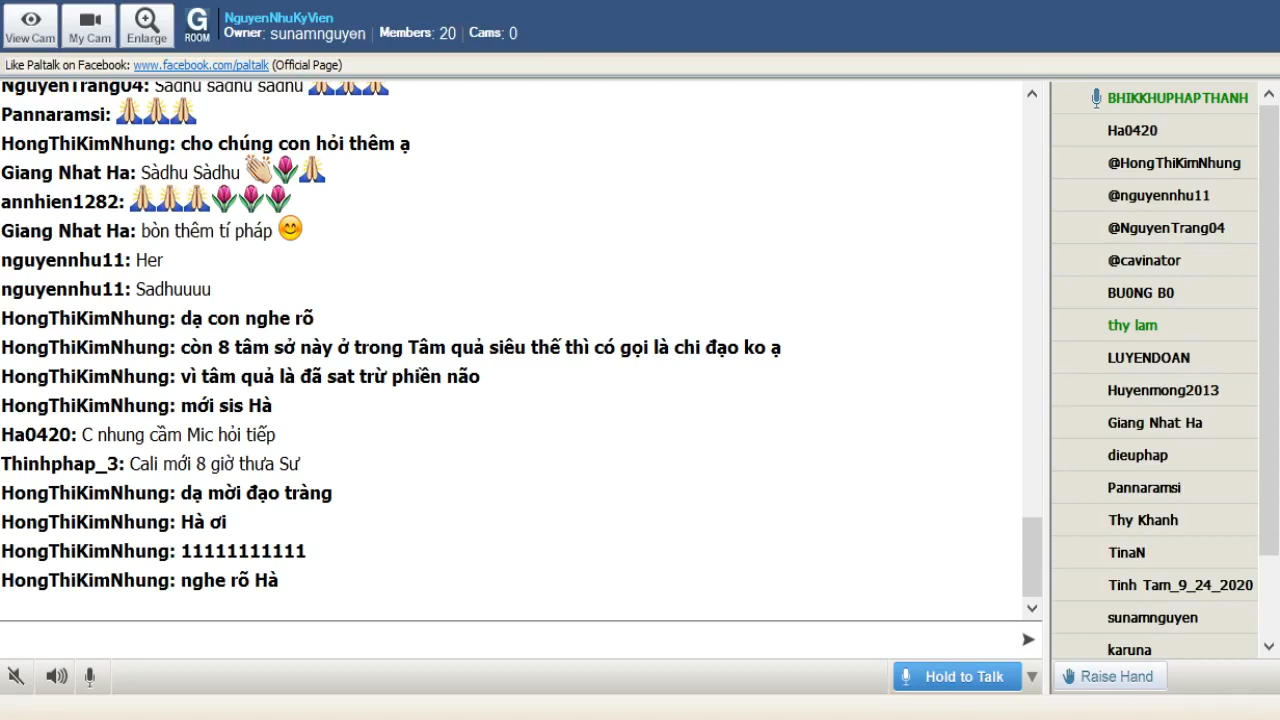 View Cam
My Cam
Enlarge
G
ROOM
NguyenNhuKyVien
Owner: sunamnguyen Members: 20 Cams: 0
Like Paltalk on Facebook: www.facebook.com/paltalk (Official Page)
NguyenTrang04: Sadhu sadhu sadhu 🙏🙏🙏
Pannaramsi: 🙏🙏🙏
HongThiKimNhung: cho chúng con hỏi thêm ạ
Giang Nhat Ha: Sàdhu Sàdhu 👏🌷🙏
annhien1282: 🙏🙏🙏🌷🌷🌷
Giang Nhat Ha: bòn thêm tí pháp 😊
nguyennhu11: Her
nguyennhu11: Sadhuuuu
HongThiKimNhung: dạ con nghe rõ
HongThiKimNhung: còn 8 tâm sở này ở trong Tâm quả siêu thế thì có gọi là chi đạo ko ạ
HongThiKimNhung: vì tâm quả là đã sat trừ phiền não
HongThiKimNhung: mới sis Hà
Ha0420: C nhung cầm Mic hỏi tiếp
Thinhphap_3: Cali mới 8 giờ thưa Sư
HongThiKimNhung: dạ mời đạo tràng
HongThiKimNhung: Hà ơi
HongThiKimNhung: 11111111111
HongThiKimNhung: nghe rõ Hà
BHIKKHUPHAPTHANH
Ha0420
@HongThiKimNhung
@nguyennhu11
@NguyenTrang04
@cavinator
BU0NG B0
thy lam
LUYENDOAN
Huyenmong2013
Giang Nhat Ha
dieuphap
Pannaramsi
Thy Khanh
TinaN
Tinh Tam_9_24_2020
sunamnguyen
karuna
Hold to Talk
Raise Hand